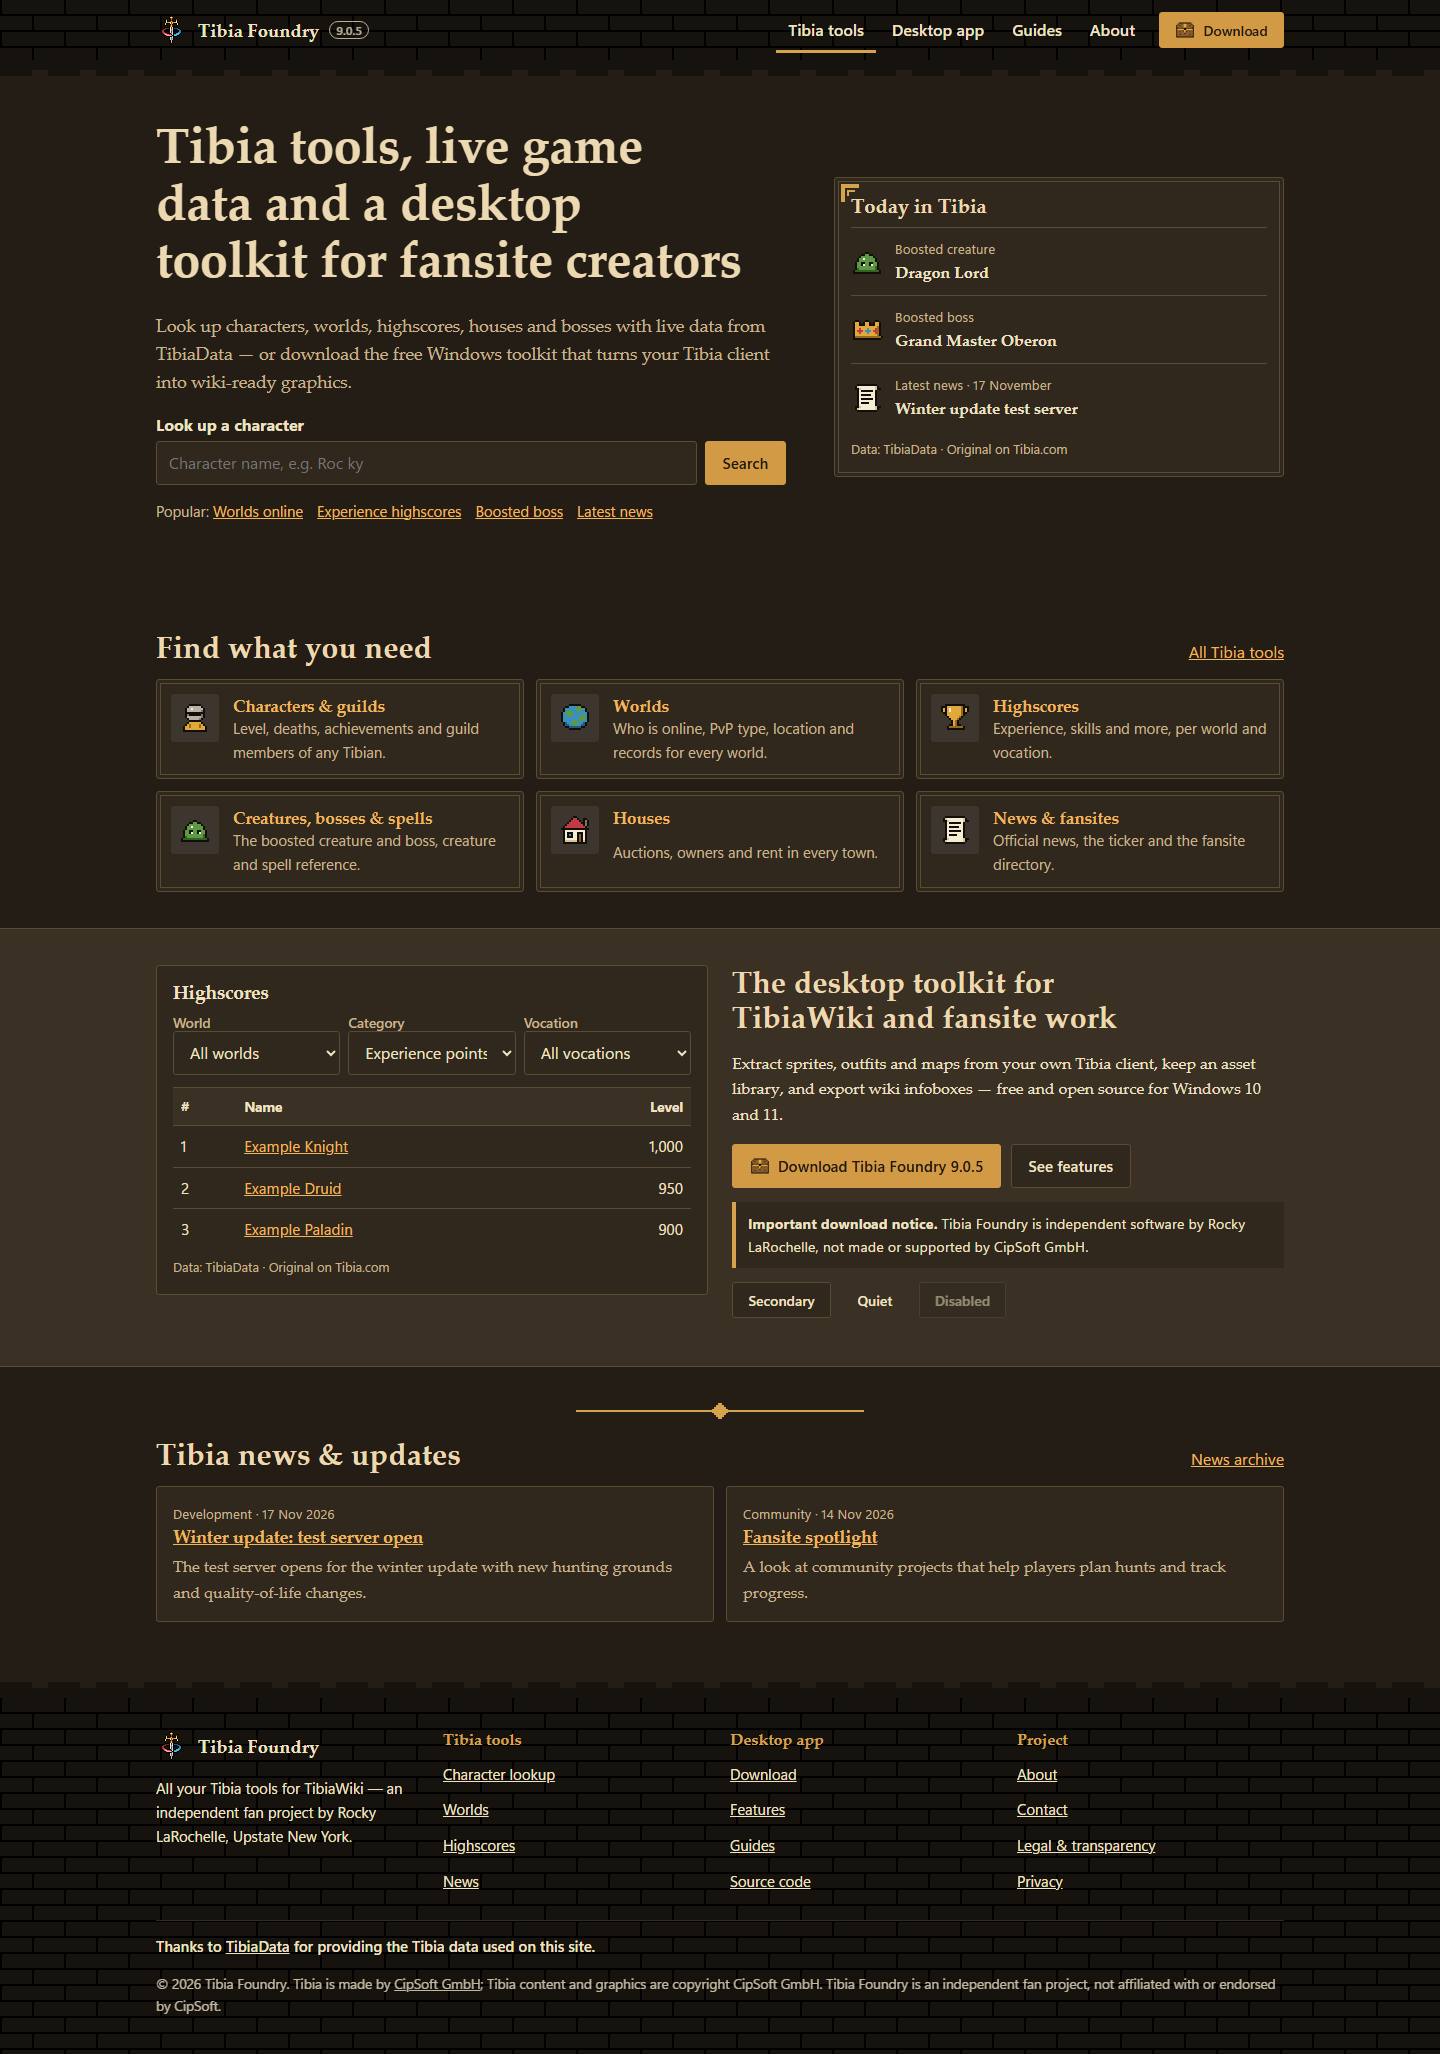 Tibia Foundry 9.0.5
Tibia tools Desktop app Guides About Download
Tibia tools, live game
data and a desktop
toolkit for fansite creators
Look up characters, worlds, highscores, houses and bosses with live data from
TibiaData — or download the free Windows toolkit that turns your Tibia client
into wiki-ready graphics.
Look up a character
Character name, e.g. Roc ky
Search
Popular: Worlds online Experience highscores Boosted boss Latest news
Today in Tibia
Boosted creature
Dragon Lord
Boosted boss
Grand Master Oberon
Latest news · 17 November
Winter update test server
Data: TibiaData · Original on Tibia.com
Find what you need
All Tibia tools
Characters & guilds
Level, deaths, achievements and guild
members of any Tibian.
Worlds
Who is online, PvP type, location and
records for every world.
Highscores
Experience, skills and more, per world and
vocation.
Creatures, bosses & spells
The boosted creature and boss, creature
and spell reference.
Houses
Auctions, owners and rent in every town.
News & fansites
Official news, the ticker and the fansite
directory.
Highscores
World Category Vocation
All worlds Experience points All vocations
# Name Level
1 Example Knight 1,000
2 Example Druid 950
3 Example Paladin 900
Data: TibiaData · Original on Tibia.com
The desktop toolkit for
TibiaWiki and fansite work
Extract sprites, outfits and maps from your own Tibia client, keep an asset
library, and export wiki infoboxes — free and open source for Windows 10
and 11.
Download Tibia Foundry 9.0.5
See features
Important download notice. Tibia Foundry is independent software by Rocky
LaRochelle, not made or supported by CipSoft GmbH.
Secondary Quiet Disabled
Tibia news & updates
News archive
Development · 17 Nov 2026
Winter update: test server open
The test server opens for the winter update with new hunting grounds
and quality-of-life changes.
Community · 14 Nov 2026
Fansite spotlight
A look at community projects that help players plan hunts and track
progress.
Tibia Foundry
All your Tibia tools for TibiaWiki — an
independent fan project by Rocky
LaRochelle, Upstate New York.
Tibia tools
Character lookup
Worlds
Highscores
News
Desktop app
Download
Features
Guides
Source code
Project
About
Contact
Legal & transparency
Privacy
Thanks to TibiaData for providing the Tibia data used on this site.
© 2026 Tibia Foundry. Tibia is made by CipSoft GmbH; Tibia content and graphics are copyright CipSoft GmbH. Tibia Foundry is an independent fan project, not affiliated with or endorsed
by CipSoft.